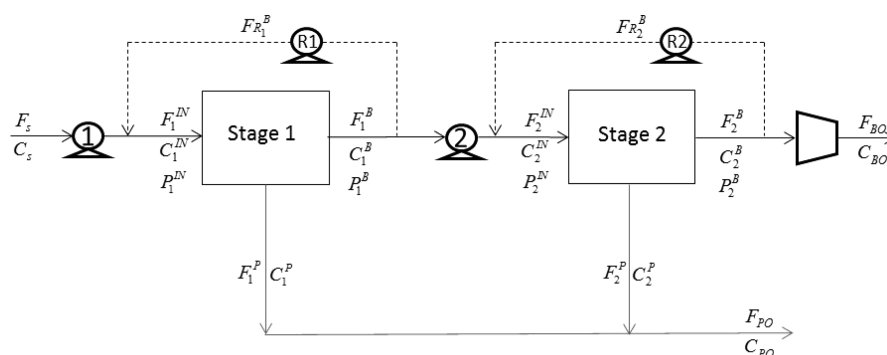 F_{R_1}^B
R1
F_{R_2}^B
R2
F_s
C_s
1
F_1^{IN}
C_1^{IN}
P_1^{IN}
Stage 1
F_1^B
C_1^B
P_1^B
2
F_2^{IN}
C_2^{IN}
P_2^{IN}
Stage 2
F_2^B
C_2^B
P_2^B
F_{BO}
C_{BO}
F_1^P
C_1^P
F_2^P
C_2^P
F_{PO}
C_{PO}